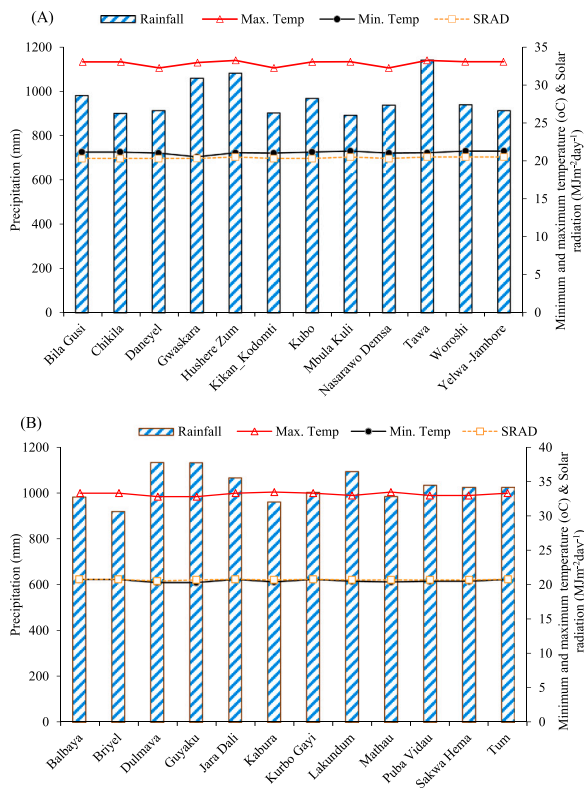 (A)
Rainfall Max. Temp Min. Temp SRAD
1200
1000
800
600
400
200
0
Precipitation (mm)
35
30
25
20
15
10
5
0
Minimum and maximum temperature (oC) & Solar
radiation (MJm⁻²day⁻¹)
Bila Gusi
Chikila
Daneyel
Gwaskara
Hushere Zum
Kikan_Kodomti
Kubo
Mbula Kuli
Nasarawo Demsa
Tawa
Woroshi
Yelwa -Jambore
(B)
Rainfall Max. Temp Min. Temp SRAD
1200
1000
800
600
400
200
0
Precipitation (mm)
40
35
30
25
20
15
10
5
0
Minimum and maximum temperature (oC) & Solar
radiation (MJm⁻²day⁻¹)
Balbaya
Briyel
Dulmava
Guyaku
Jara Dali
Kabura
Kurbo Gayi
Lakundum
Maihau
Puba Vidau
Sakwa Hema
Tum